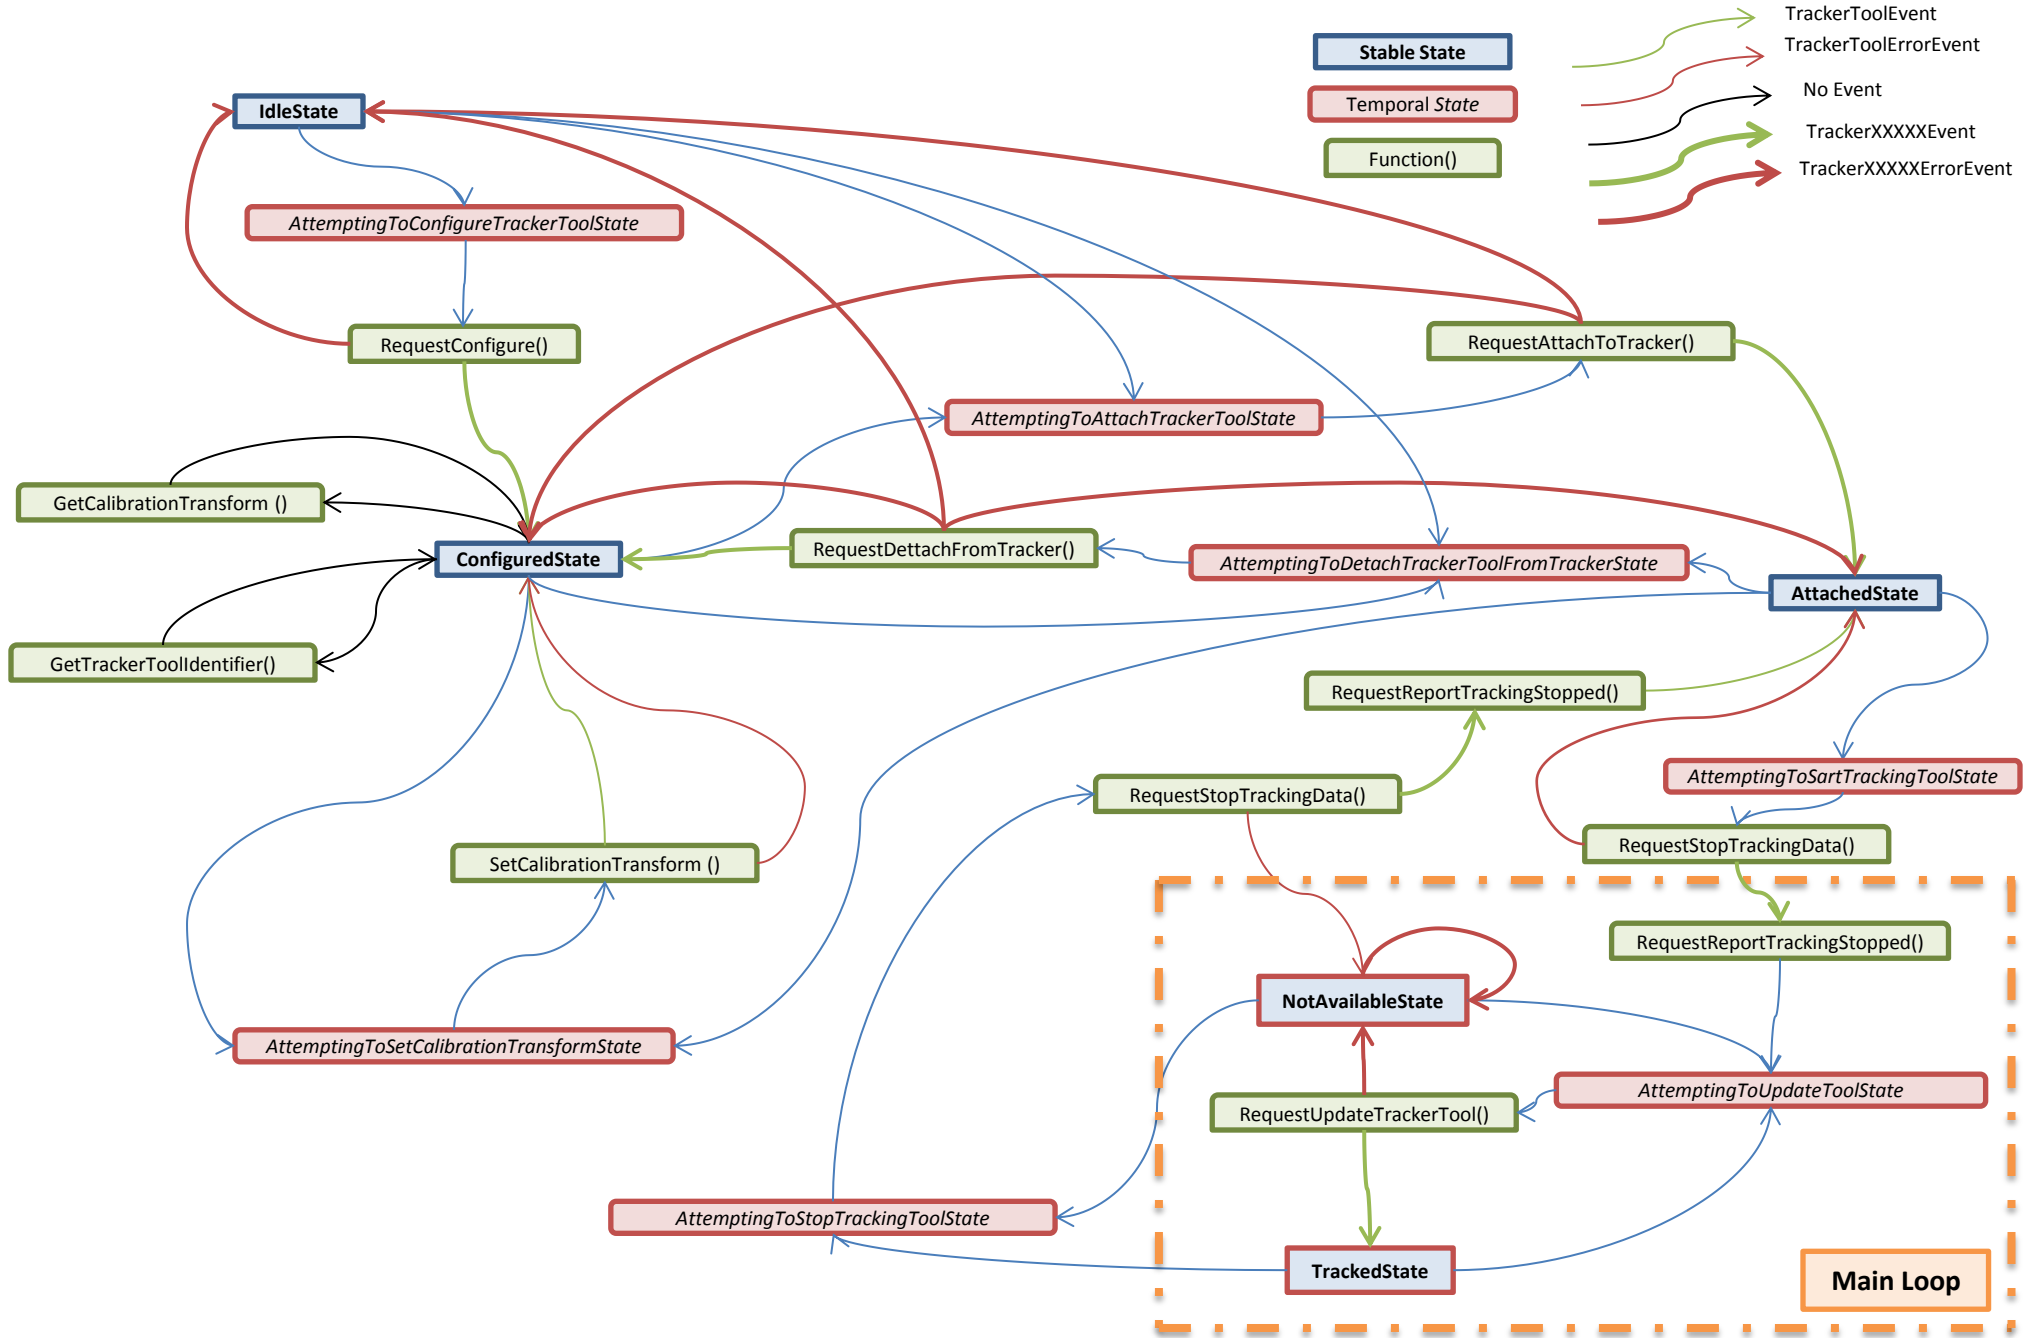 TrackerToolEvent
Stable State
TrackerToolErrorEvent
Temporal State
No Event
TrackerXXXXXEvent
Function()
TrackerXXXXXErrorEvent
IdleState
AttemptingToConfigureTrackerToolState
RequestConfigure()
RequestAttachToTracker()
AttemptingToAttachTrackerToolState
GetCalibrationTransform ()
ConfiguredState
RequestDettachFromTracker()
AttemptingToDetachTrackerToolFromTrackerState
AttachedState
GetTrackerToolIdentifier()
RequestReportTrackingStopped()
AttemptingToSartTrackingToolState
RequestStopTrackingData()
RequestStopTrackingData()
SetCalibrationTransform ()
RequestReportTrackingStopped()
NotAvailableState
AttemptingToSetCalibrationTransformState
AttemptingToUpdateToolState
RequestUpdateTrackerTool()
AttemptingToStopTrackingToolState
TrackedState
Main Loop